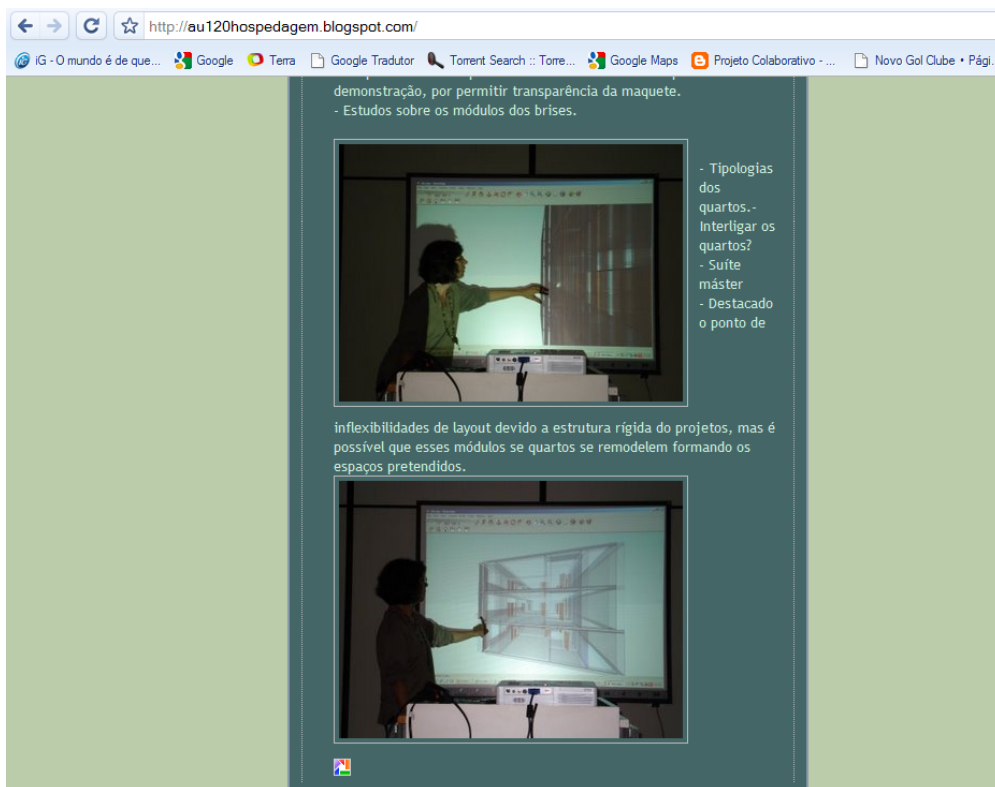 http://au120hospedagem.blogspot.com/
iG - O mundo é de que... Google Terra Google Tradutor Torrent Search :: Torre... Google Maps Projeto Colaborativo - ... Novo Gol Clube • Pági...
demonstração, por permitir transparência da maquete.
- Estudos sobre os módulos dos brises.
- Tipologias
dos
quartos.-
Interligar os
quartos?
- Suíte
máster
- Destacado
o ponto de
inflexibilidades de layout devido a estrutura rígida do projetos, mas é
possível que esses módulos se quartos se remodelem formando os
espaços pretendidos.